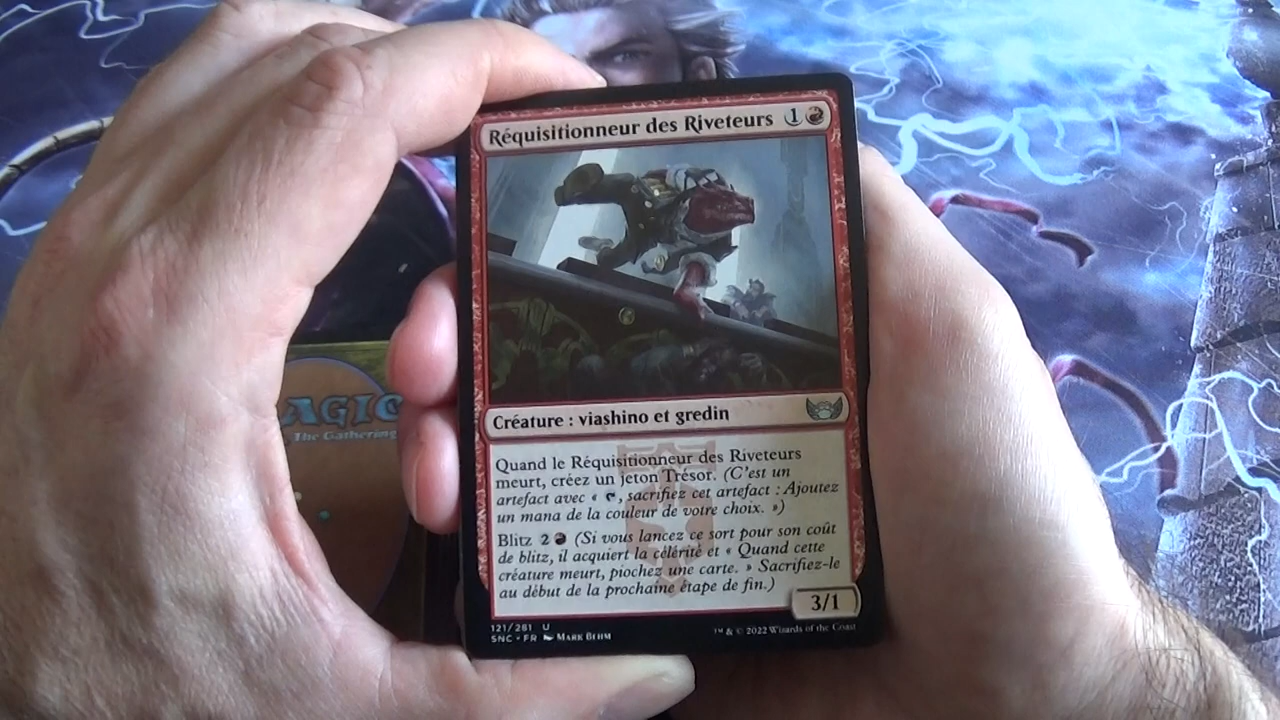 Réquisitionneur des Riveteurs 1
Créature : viashino et gredin
Quand le Réquisitionneur des Riveteurs
meurt, créez un jeton Trésor. (C'est un
artefact avec « , sacrifiez cet artefact : Ajoutez
un mana de la couleur de votre choix. »)
Blitz 2 (Si vous lancez ce sort pour son coût
de blitz, il acquiert la célérité et « Quand cette
créature meurt, piochez une carte. » Sacrifiez-le
au début de la prochaine étape de fin.)
3/1
121/281 U
SNC • FR Mark Behm
™ & © 2022 Wizards of the Coast
AGIC
The Gathering